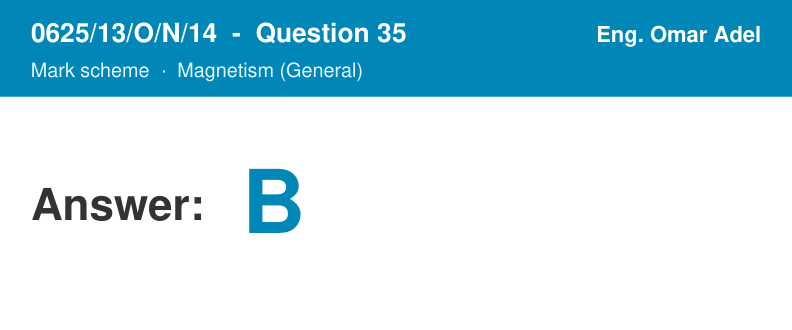 0625/13/O/N/14 - Question 35
Eng. Omar Adel
Mark scheme · Magnetism (General)
Answer: B